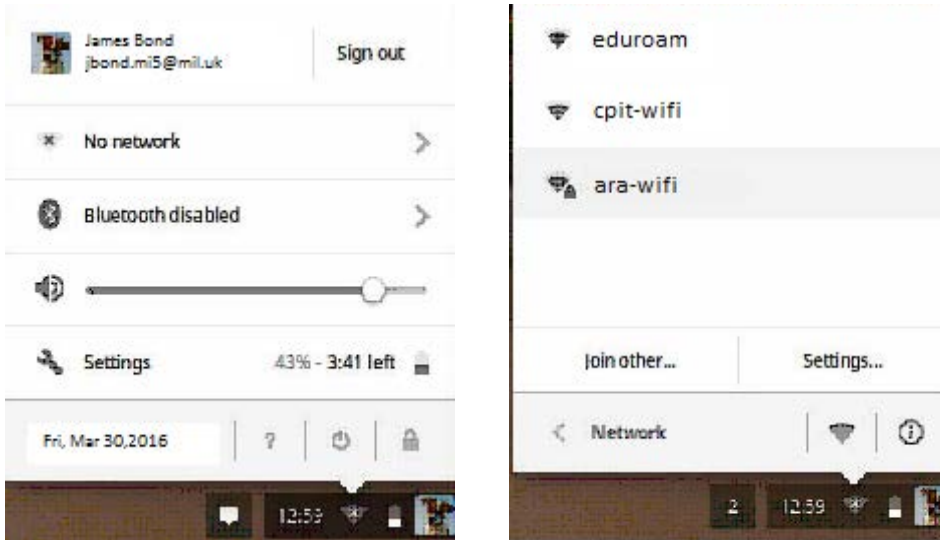 James Bond
jbond.mi5@mil.uk
Sign out
No network
Bluetooth disabled
Settings
43% - 3:41 left
Fri, Mar 30,2016
?
12:59
eduroam
cpit-wifi
ara-wifi
Join other...
Settings...
Network
2
12:59